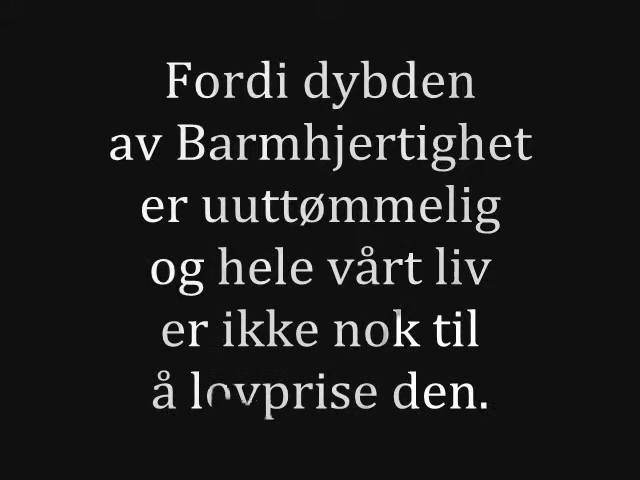 Fordi dybden
av Barmhjertighet
er uuttømmelig
og hele vårt liv
er ikke nok til
å lovprise den.